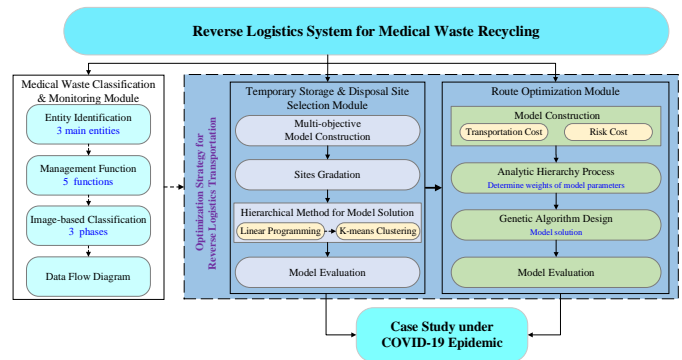 Reverse Logistics System for Medical Waste Recycling
Medical Waste Classification
& Monitoring Module
Entity Identification
3 main entities
Management Function
5 functions
Image-based Classification
3 phases
Data Flow Diagram
Optimization Strategy for
Reverse Logistics Transportation
Temporary Storage & Disposal Site
Selection Module
Multi-objective
Model Construction
Sites Gradation
Hierarchical Method for Model Solution
Linear Programming
K-means Clustering
Model Evaluation
Route Optimization Module
Model Construction
Transportation Cost
Risk Cost
Analytic Hierarchy Process
Determine weights of model parameters
Genetic Algorithm Design
Model solution
Model Evaluation
Case Study under
COVID-19 Epidemic